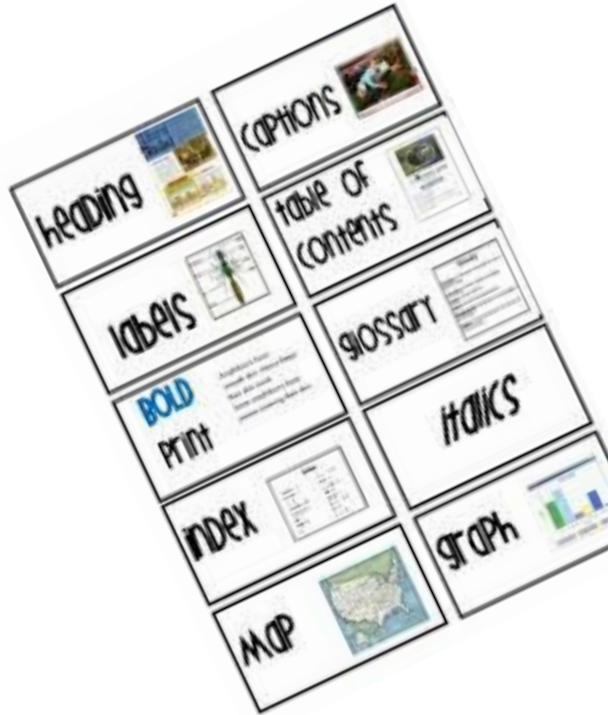 heading
captions
labels
table of
contents
BOLD
print
glossary
index
italics
map
graph